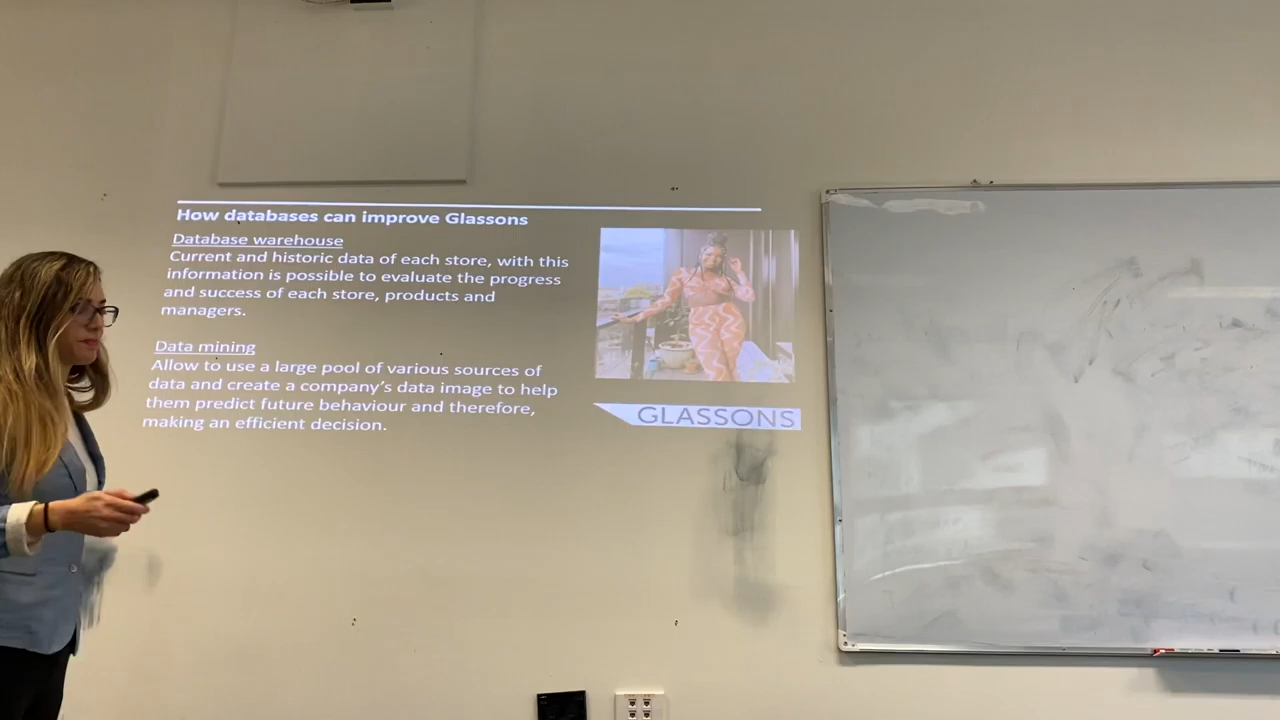 How databases can improve Glassons
Database warehouse
Current and historic data of each store, with this
information is possible to evaluate the progress
and success of each store, products and
managers.
Data mining
Allow to use a large pool of various sources of
data and create a company's data image to help
them predict future behaviour and therefore,
making an efficient decision.
GLASSONS